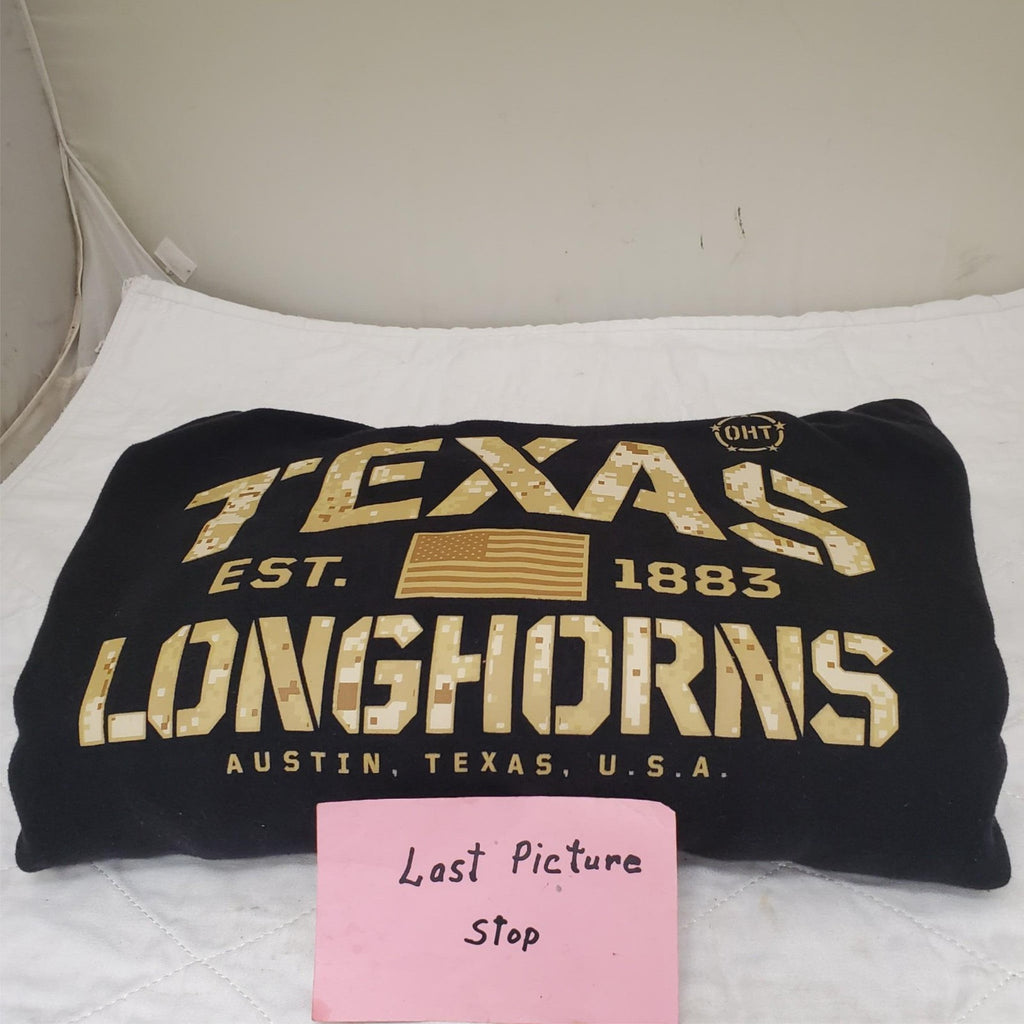 OHT
TEXAS
EST. 1883
LONGHORNS
AUSTIN, TEXAS, U.S.A.
Last Picture
Stop